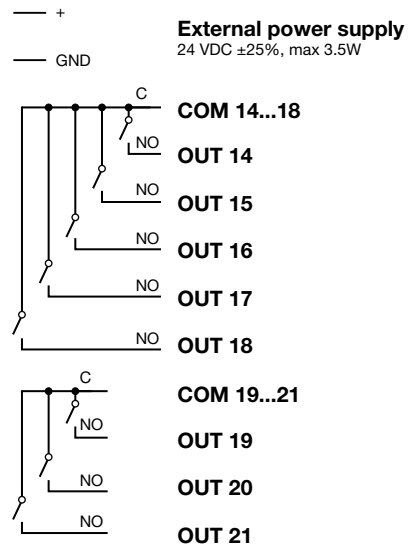 +
External power supply
24 VDC ±25%, max 3.5W
GND
C
COM 14...18
NO
OUT 14
NO
OUT 15
NO
OUT 16
NO
OUT 17
NO
OUT 18
C
COM 19...21
NO
OUT 19
NO
OUT 20
NO
OUT 21